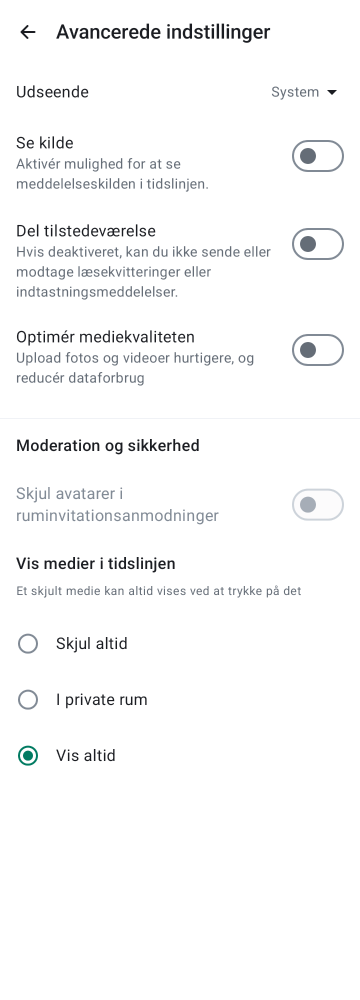 Avancerede indstillinger
Udseende
System
Se kilde
Aktivér mulighed for at se
meddelelseskilden i tidslinjen.
Del tilstedeværelse
Hvis deaktiveret, kan du ikke sende eller
modtage læsekvitteringer eller
indtastningsmeddelelser.
Optimér mediekvaliteten
Upload fotos og videoer hurtigere, og
reducér dataforbrug
Moderation og sikkerhed
Skjul avatarer i
ruminvitationsanmodninger
Vis medier i tidslinjen
Et skjult medie kan altid vises ved at trykke på det
Skjul altid
I private rum
Vis altid